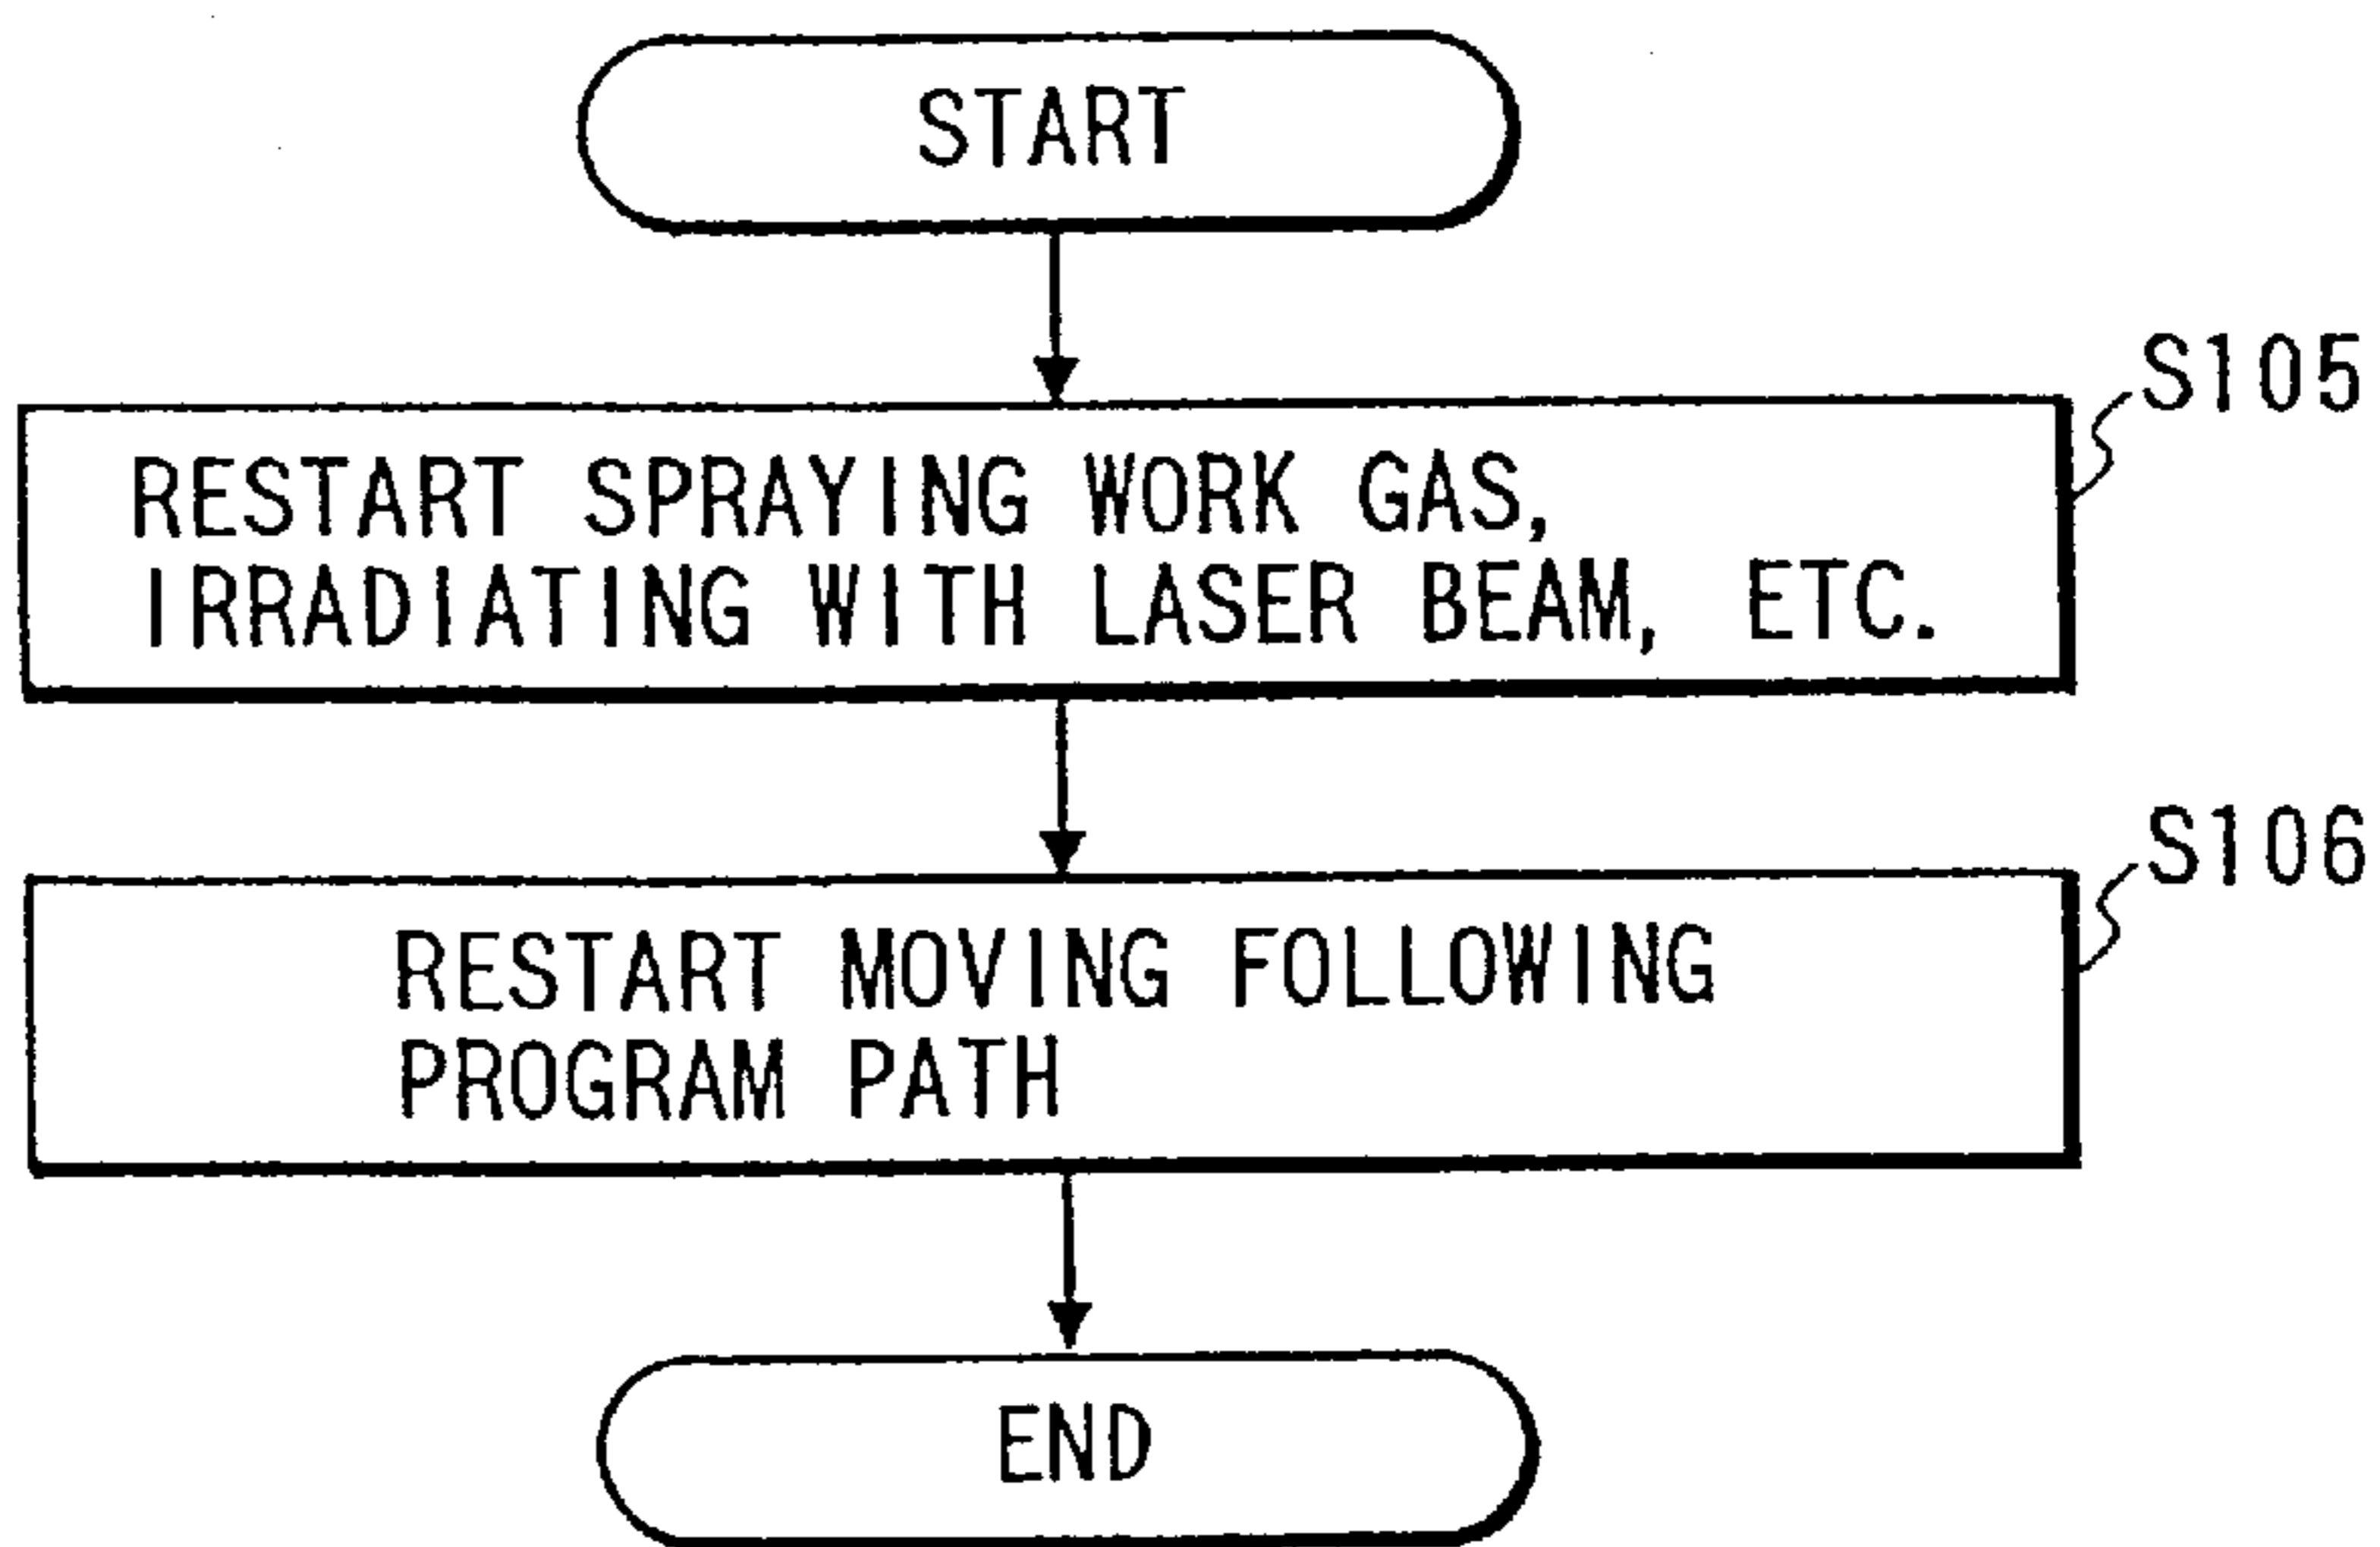 START
S105
RESTART SPRAYING WORK GAS,
IRRADIATING WITH LASER BEAM, ETC.
S106
RESTART MOVING FOLLOWING
PROGRAM PATH
END